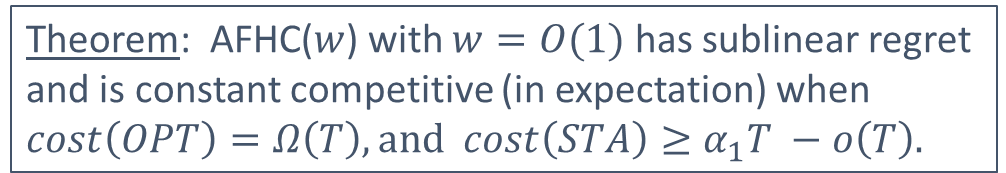 Theorem: AFHC(w) with w = O(1) has sublinear regret
and is constant competitive (in expectation) when
cost(OPT) = Ω(T), and cost(STA) ≥ α₁T − o(T).